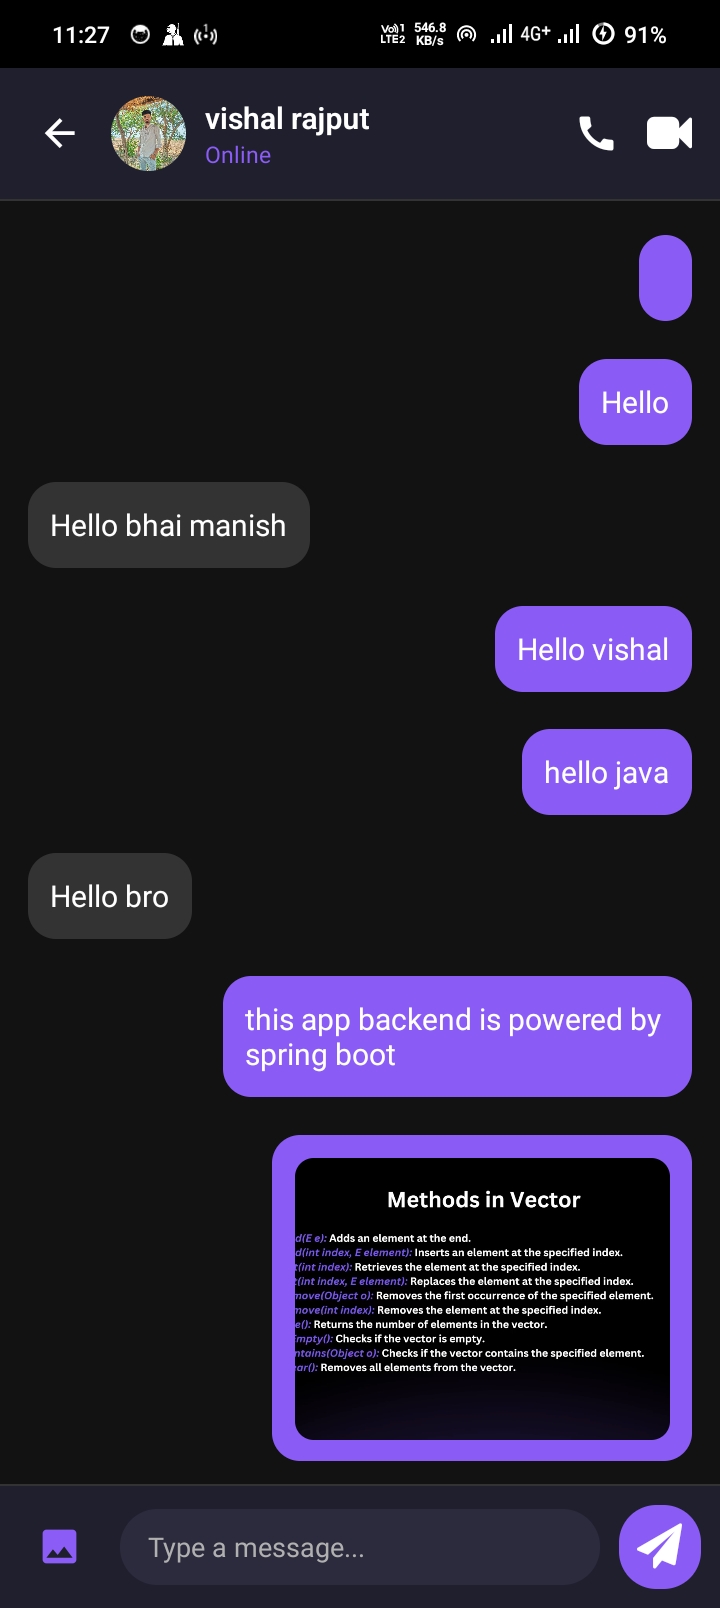 11:27
Vo))1 LTE2 546.8 KB/s 4G+ 91%
vishal rajput
Online
Hello
Hello bhai manish
Hello vishal
hello java
Hello bro
this app backend is powered by
spring boot
Methods in Vector
d(E e): Adds an element at the end.
d(int index, E element): Inserts an element at the specified index.
t(int index): Retrieves the element at the specified index.
t(int index, E element): Replaces the element at the specified index.
move(Object o): Removes the first occurrence of the specified element.
move(int index): Removes the element at the specified index.
e(): Returns the number of elements in the vector.
Empty(): Checks if the vector is empty.
ntains(Object o): Checks if the vector contains the specified element.
ar(): Removes all elements from the vector.
Type a message...